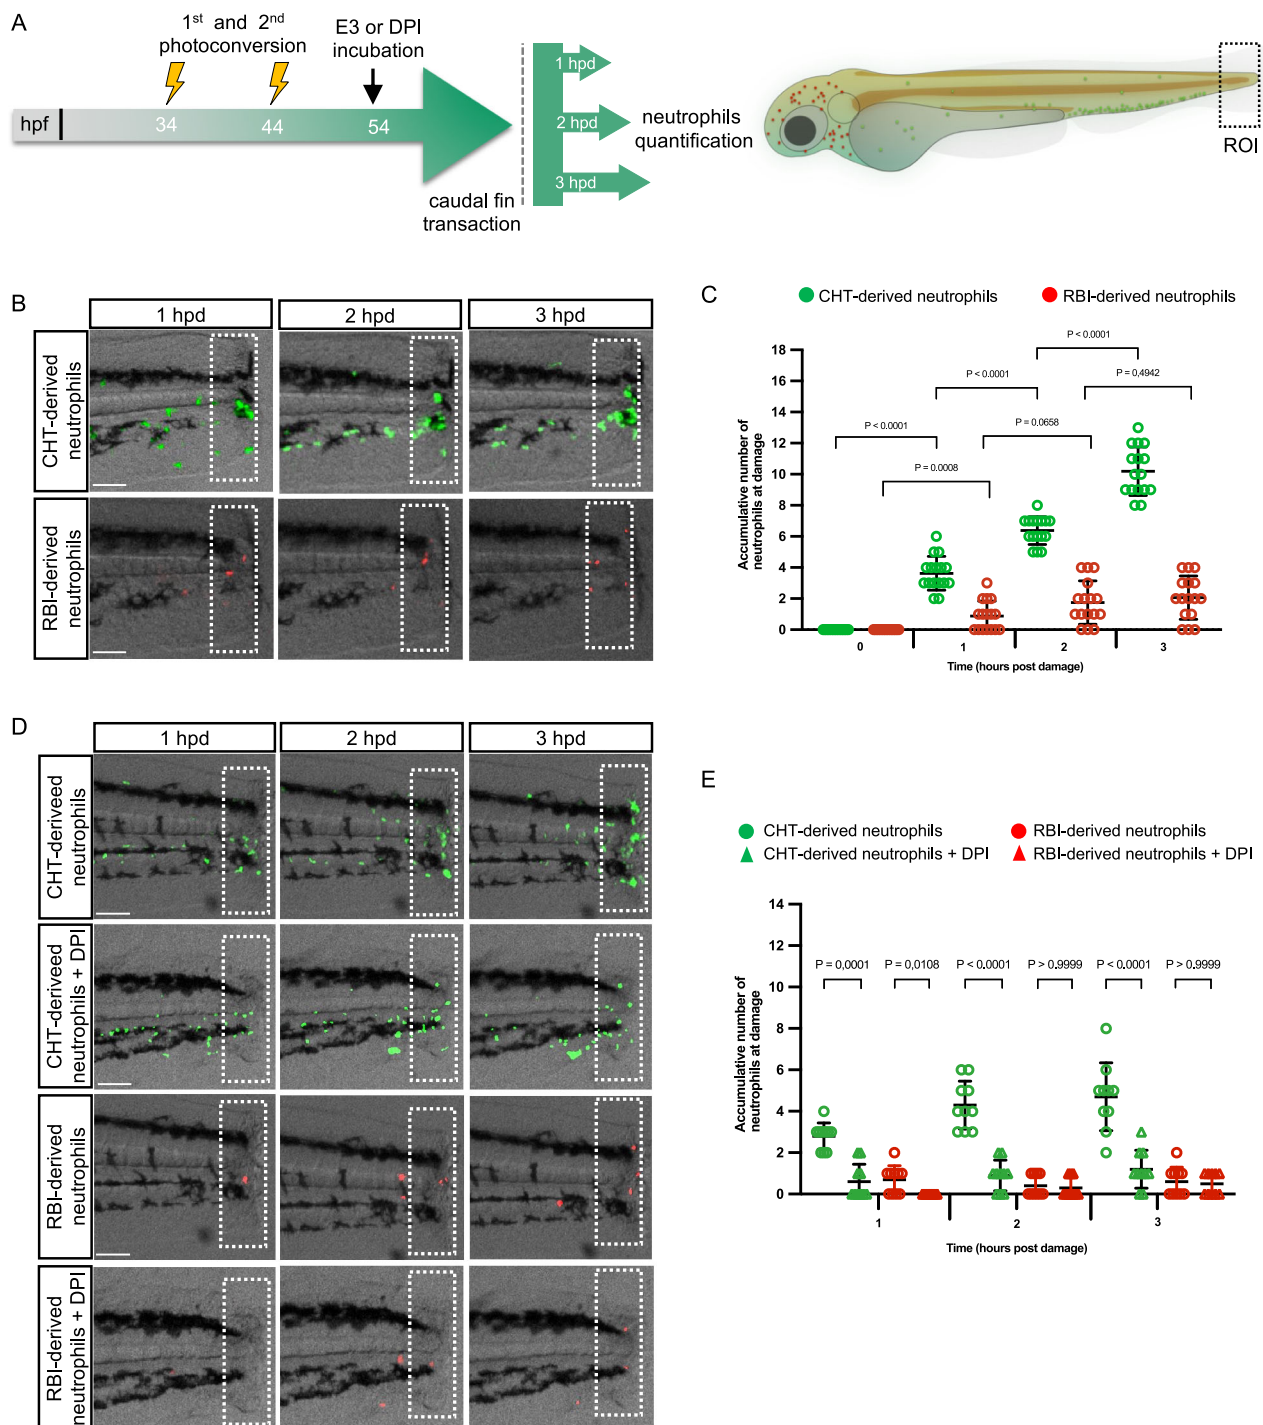 A
1st and 2nd
photoconversion
E3 or DPI
incubation
hpf
34
44
54
caudal fin
transaction
1 hpd
2 hpd
3 hpd
neutrophils
quantification
ROI
B
1 hpd
2 hpd
3 hpd
CHT-derived
neutrophils
RBI-derived
neutrophils
C
CHT-derived neutrophils
RBI-derived neutrophils
Accumulative number of
neutrophils at damage
18
16
14
12
10
8
6
4
2
0
P < 0.0001
P < 0.0001
P = 0,4942
P < 0.0001
P = 0.0658
P = 0.0008
0
1
2
3
Time (hours post damage)
D
1 hpd
2 hpd
3 hpd
CHT-deriveed
neutrophils
CHT-deriveed
neutrophils + DPI
RBI-derived
neutrophils
RBI-derived
neutrophils + DPI
E
CHT-derived neutrophils
RBI-derived neutrophils
CHT-derived neutrophils + DPI
RBI-derived neutrophils + DPI
Accumulative number of
neutrophils at damage
14
12
10
8
6
4
2
0
P = 0,0001
P = 0,0108
P < 0.0001
P > 0.9999
P < 0.0001
P > 0.9999
1
2
3
Time (hours post damage)